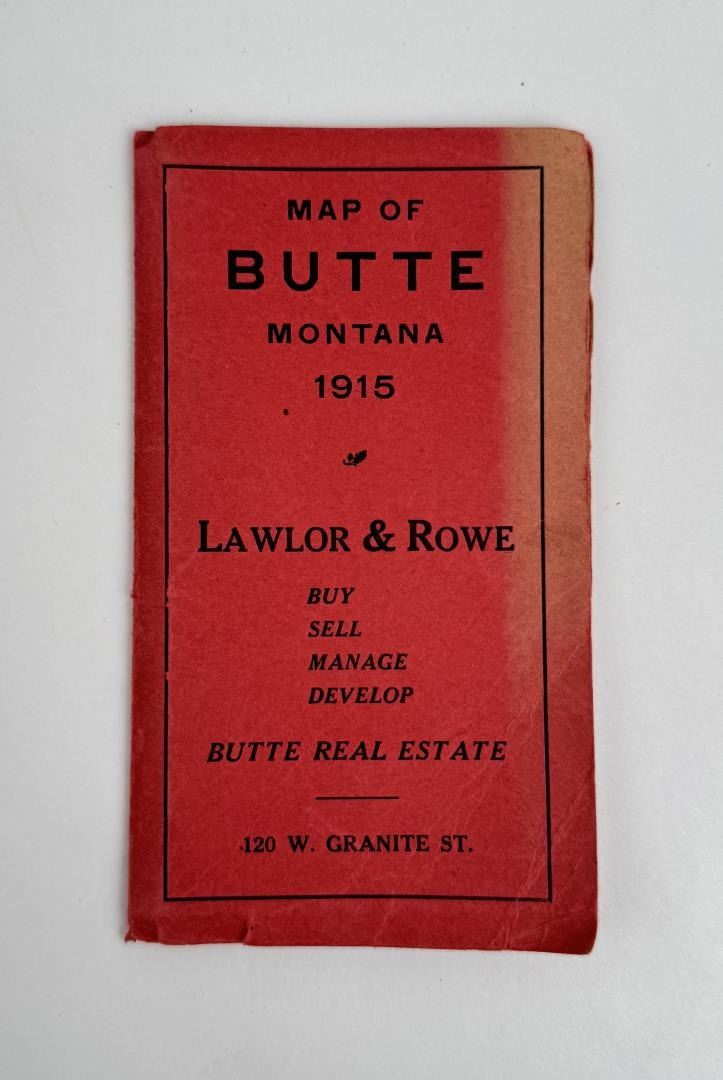 MAP OF
BUTTE
MONTANA
1915
LAWLOR & ROWE
BUY
SELL
MANAGE
DEVELOP
BUTTE REAL ESTATE
120 W. GRANITE ST.